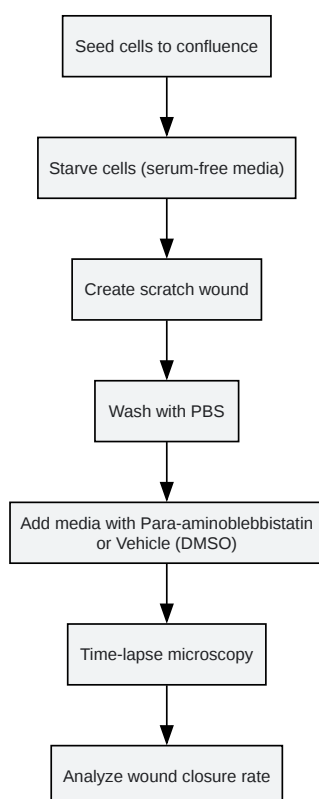 Seed cells to confluence
Starve cells (serum-free media)
Create scratch wound
Wash with PBS
Add media with Para-aminoblebbistatin
or Vehicle (DMSO)
Time-lapse microscopy
Analyze wound closure rate